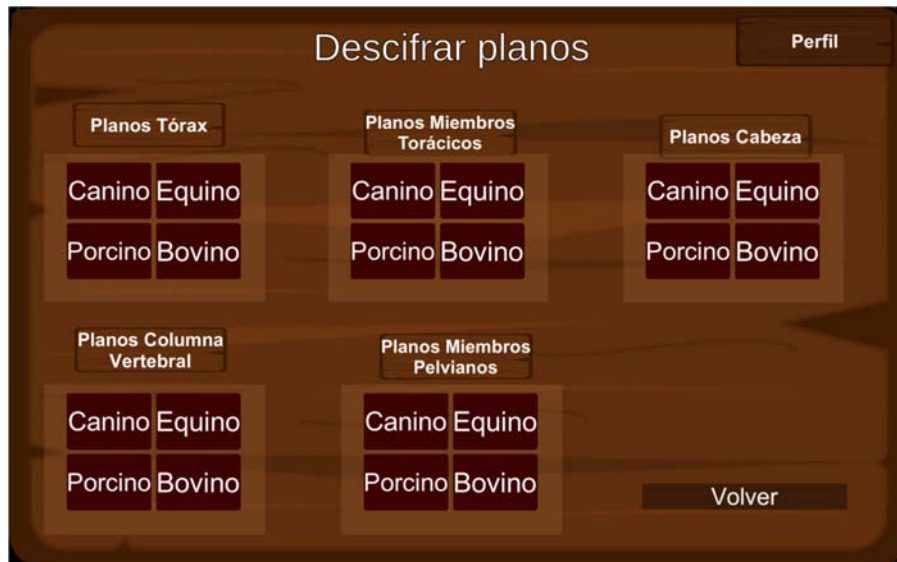 Descifrar planos
Perfil
Planos Tórax
Canino Equino
Porcino Bovino
Planos Miembros
Torácicos
Canino Equino
Porcino Bovino
Planos Cabeza
Canino Equino
Porcino Bovino
Planos Columna
Vertebral
Canino Equino
Porcino Bovino
Planos Miembros
Pelvianos
Canino Equino
Porcino Bovino
Volver